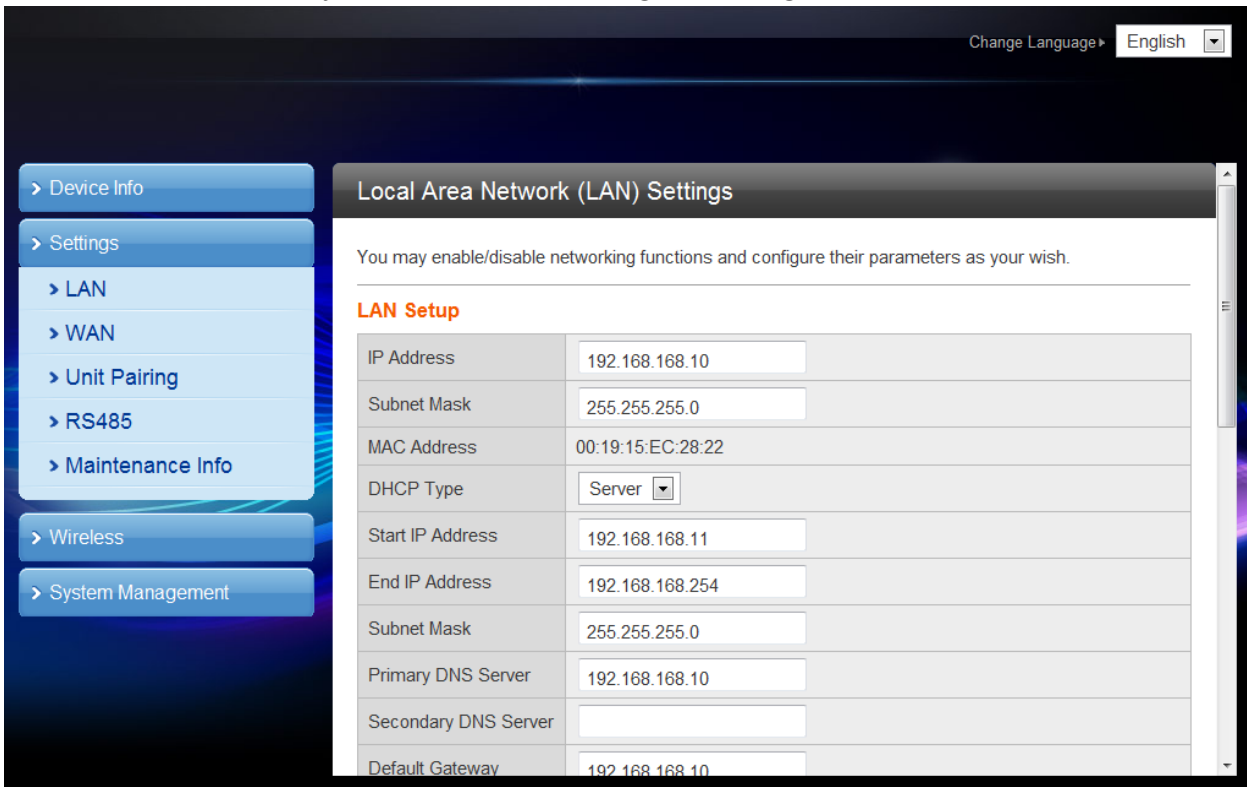 Change Language
English
Device Info
Settings
LAN
WAN
Unit Pairing
RS485
Maintenance Info
Wireless
System Management
Local Area Network (LAN) Settings
You may enable/disable networking functions and configure their parameters as your wish.
LAN Setup
IP Address 192.168.168.10
Subnet Mask 255.255.255.0
MAC Address 00:19:15:EC:28:22
DHCP Type Server
Start IP Address 192.168.168.11
End IP Address 192.168.168.254
Subnet Mask 255.255.255.0
Primary DNS Server 192.168.168.10
Secondary DNS Server
Default Gateway 192.168.168.10